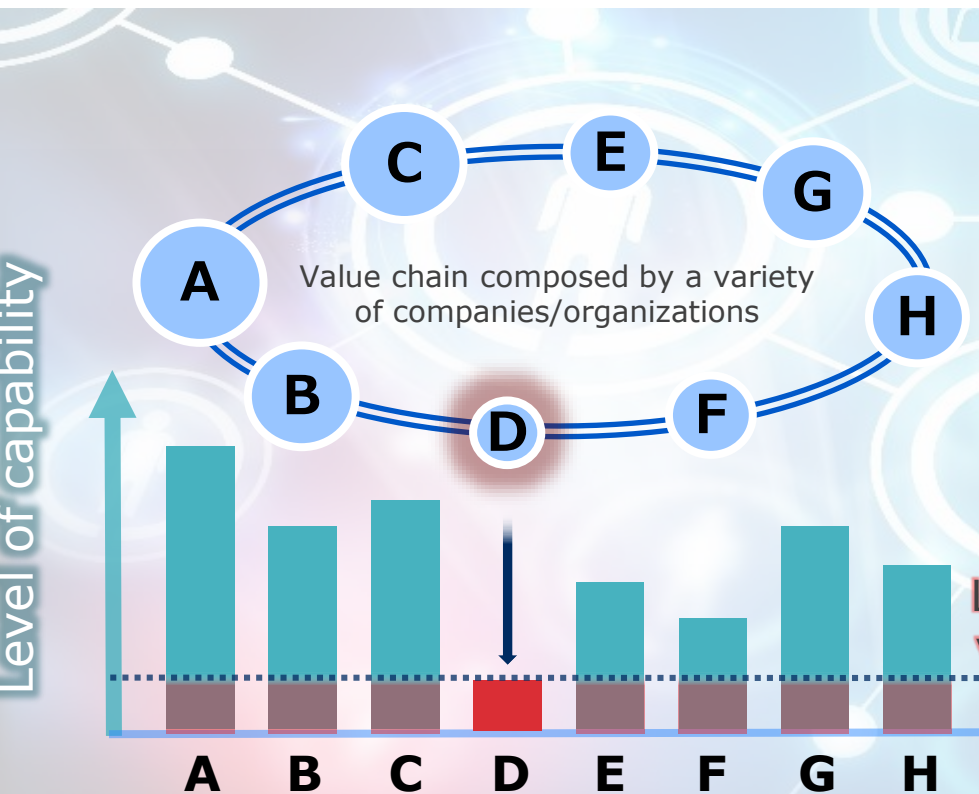 C
E
G
A
Value chain composed by a variety
of companies/organizations
H
B
D
F
Level of capability
A B C D E F G H